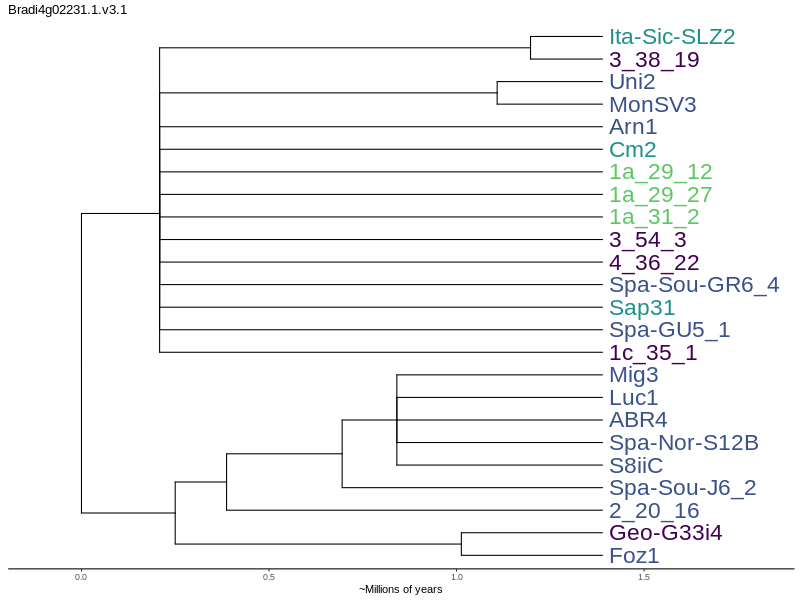 Bradi4g02231.1.v3.1
Ita-Sic-SLZ2
3_38_19
Uni2
MonSV3
Arn1
Cm2
1a_29_12
1a_29_27
1a_31_2
3_54_3
4_36_22
Spa-Sou-GR6_4
Sap31
Spa-GU5_1
1c_35_1
Mig3
Luc1
ABR4
Spa-Nor-S12B
S8iiC
Spa-Sou-J6_2
2_20_16
Geo-G33i4
Foz1
0.0 0.5 1.0 1.5
~Millions of years